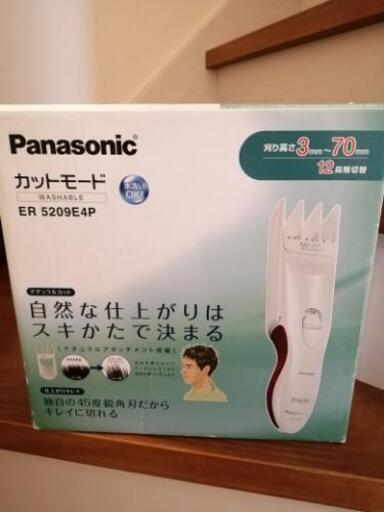 Panasonic
カットモード
WASHABLE
ER 5209E4P
水洗い
OK!
刈り高さ3mm~70mm
12段階切替
ナチュラルカット
自然な仕上がりは
スキかたで決まる
[ナチュラルアタッチメント搭載]
仕上がりキレイ
独自の45度鋭角刃だから
キレイに切れる
Panasonic